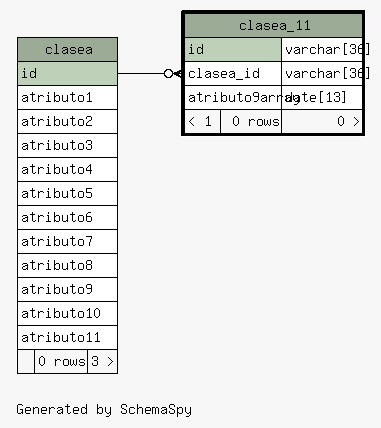 clasea_11
id varchar[36]
clasea_id varchar[36]
atributo9array date[13]
< 1 0 rows 0 >
clasea
id
atributo1
atributo2
atributo3
atributo4
atributo5
atributo6
atributo7
atributo8
atributo9
atributo10
atributo11
0 rows 3 >
Generated by SchemaSpy